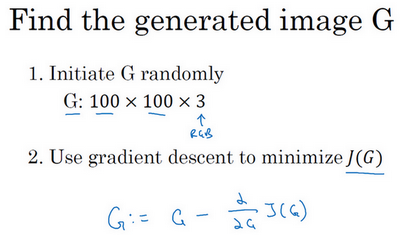 Find the generated image G
1. Initiate G randomly
G: 100 × 100 × 3
↑
RGB
2. Use gradient descent to minimize J(G)
G := G - ∂/∂G J(G)